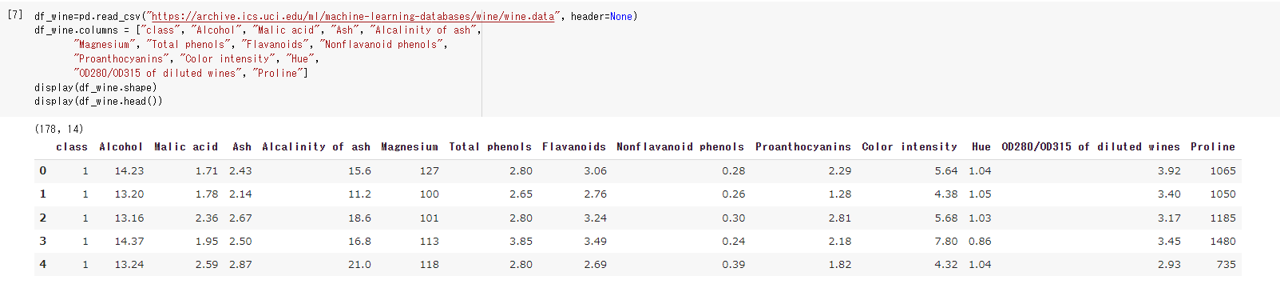 [7] df_wine=pd.read_csv("https://archive.ics.uci.edu/ml/machine-learning-databases/wine/wine.data", header=None)
df_wine.columns = ["class", "Alcohol", "Malic acid", "Ash", "Alcalinity of ash",
"Magnesium", "Total phenols", "Flavanoids", "Nonflavanoid phenols",
"Proanthocyanins", "Color intensity", "Hue",
"OD280/OD315 of diluted wines", "Proline"]
display(df_wine.shape)
display(df_wine.head())
(178, 14)
class Alcohol Malic acid Ash Alcalinity of ash Magnesium Total phenols Flavanoids Nonflavanoid phenols Proanthocyanins Color intensity Hue OD280/OD315 of diluted wines Proline
0 1 14.23 1.71 2.43 15.6 127 2.80 3.06 0.28 2.29 5.64 1.04 3.92 1065
1 1 13.20 1.78 2.14 11.2 100 2.65 2.76 0.26 1.28 4.38 1.05 3.40 1050
2 1 13.16 2.36 2.67 18.6 101 2.80 3.24 0.30 2.81 5.68 1.03 3.17 1185
3 1 14.37 1.95 2.50 16.8 113 3.85 3.49 0.24 2.18 7.80 0.86 3.45 1480
4 1 13.24 2.59 2.87 21.0 118 2.80 2.69 0.39 1.82 4.32 1.04 2.93 735